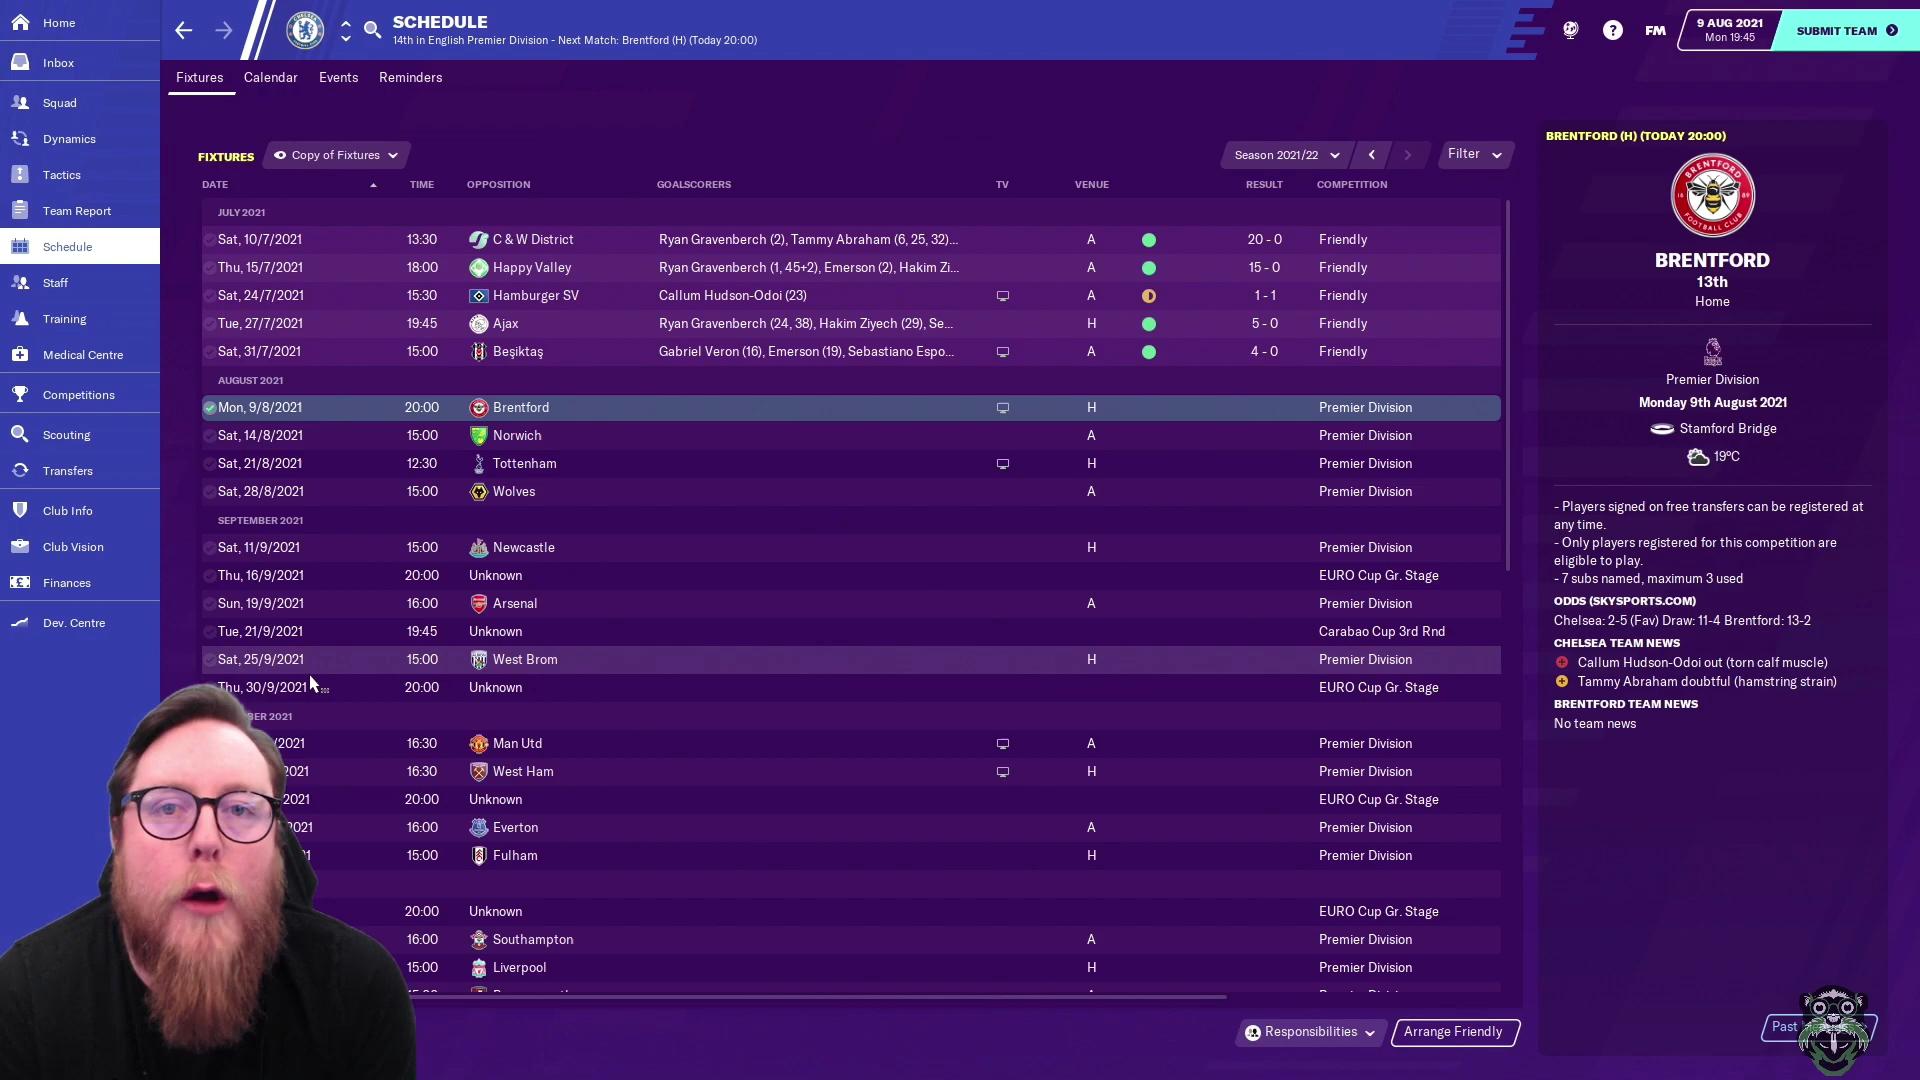 Home
Inbox
Squad
Dynamics
Tactics
Team Report
Schedule
Staff
Training
Medical Centre
Competitions
Scouting
Transfers
Club Info
Club Vision
Finances
Dev. Centre
SCHEDULE
14th in English Premier Division - Next Match: Brentford (H) (Today 20:00)
FM
9 AUG 2021
Mon 19:45
SUBMIT TEAM
Fixtures Calendar Events Reminders
FIXTURES Copy of Fixtures Season 2021/22 Filter
DATE TIME OPPOSITION GOALSCORERS TV VENUE RESULT COMPETITION
JULY 2021
Sat, 10/7/2021 13:30 C & W District Ryan Gravenberch (2), Tammy Abraham (6, 25, 32)... A 20 - 0 Friendly
Thu, 15/7/2021 18:00 Happy Valley Ryan Gravenberch (1, 45+2), Emerson (2), Hakim Zi... A 15 - 0 Friendly
Sat, 24/7/2021 15:30 Hamburger SV Callum Hudson-Odoi (23) A 1 - 1 Friendly
Tue, 27/7/2021 19:45 Ajax Ryan Gravenberch (24, 38), Hakim Ziyech (29), Se... H 5 - 0 Friendly
Sat, 31/7/2021 15:00 Beşiktaş Gabriel Veron (16), Emerson (19), Sebastiano Espo... A 4 - 0 Friendly
AUGUST 2021
Mon, 9/8/2021 20:00 Brentford H Premier Division
Sat, 14/8/2021 15:00 Norwich A Premier Division
Sat, 21/8/2021 12:30 Tottenham H Premier Division
Sat, 28/8/2021 15:00 Wolves A Premier Division
SEPTEMBER 2021
Sat, 11/9/2021 15:00 Newcastle H Premier Division
Thu, 16/9/2021 20:00 Unknown EURO Cup Gr. Stage
Sun, 19/9/2021 16:00 Arsenal A Premier Division
Tue, 21/9/2021 19:45 Unknown Carabao Cup 3rd Rnd
Sat, 25/9/2021 15:00 West Brom H Premier Division
Thu, 30/9/2021 20:00 Unknown EURO Cup Gr. Stage
BER 2021
/2021 16:30 Man Utd A Premier Division
2021 16:30 West Ham H Premier Division
2021 20:00 Unknown EURO Cup Gr. Stage
2021 16:00 Everton A Premier Division
15:00 Fulham H Premier Division
20:00 Unknown EURO Cup Gr. Stage
16:00 Southampton A Premier Division
15:00 Liverpool H Premier Division
Responsibilities Arrange Friendly
BRENTFORD (H) (TODAY 20:00)
BRENTFORD
FOOTBALL CLUB
BRENTFORD
13th
Home
Premier Division
Monday 9th August 2021
Stamford Bridge
19°C
- Players signed on free transfers can be registered at
any time.
- Only players registered for this competition are
eligible to play.
- 7 subs named, maximum 3 used
ODDS (SKYSPORTS.COM)
Chelsea: 2-5 (Fav) Draw: 11-4 Brentford: 13-2
CHELSEA TEAM NEWS
Callum Hudson-Odoi out (torn calf muscle)
Tammy Abraham doubtful (hamstring strain)
BRENTFORD TEAM NEWS
No team news
Past